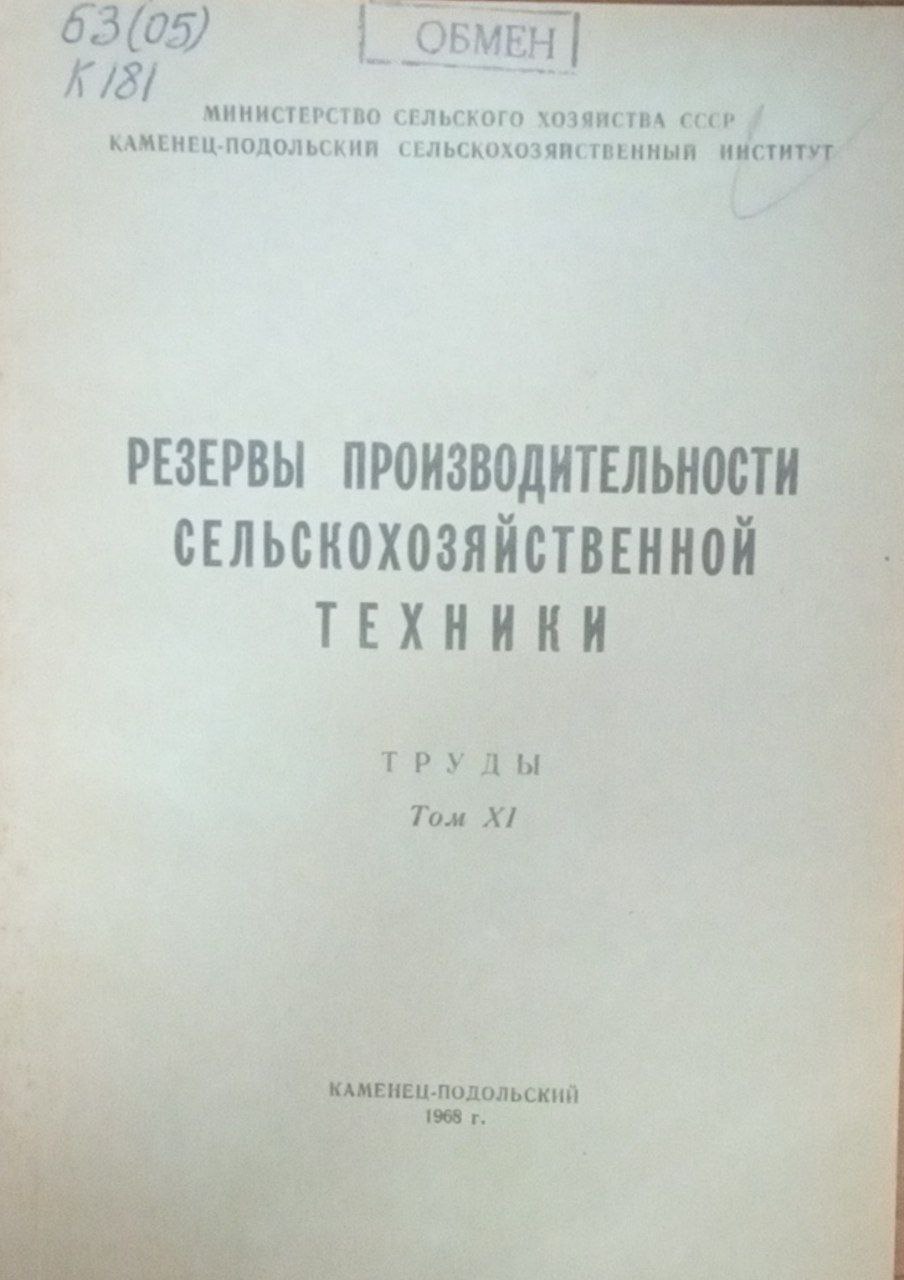 63(05)
К181
ОБМЕН
МИНИСТЕРСТВО СЕЛЬСКОГО ХОЗЯЙСТВА СССР
КАМЕНЕЦ-ПОДОЛЬСКИЙ СЕЛЬСКОХОЗЯЙСТВЕННЫЙ ИНСТИТУТ
РЕЗЕРВЫ ПРОИЗВОДИТЕЛЬНОСТИ
СЕЛЬСКОХОЗЯЙСТВЕННОЙ
ТЕХНИКИ
ТРУДЫ
Том XI
КАМЕНЕЦ-ПОДОЛЬСКИЙ
1968 г.